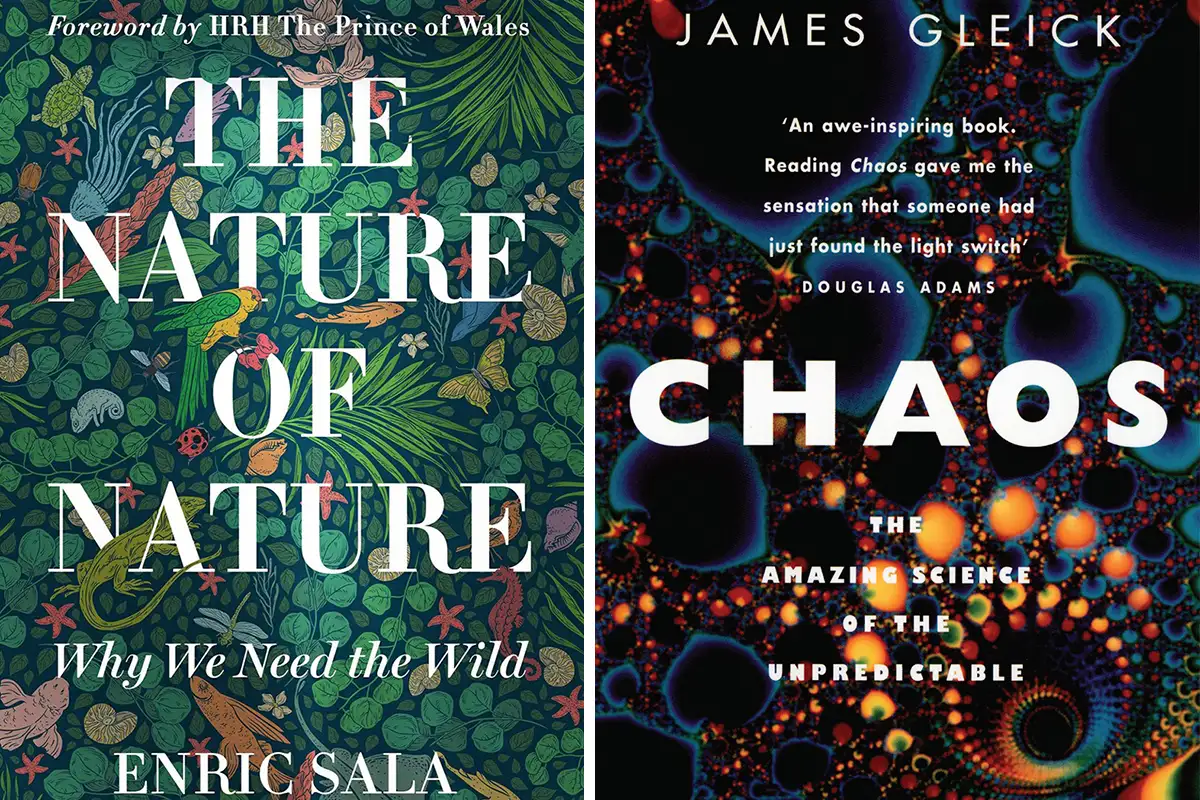 Foreword by HRH The Prince of Wales
THE
NATURE
OF
NATURE
Why We Need the Wild
ENRIC SALA
JAMES GLEICK
‘An awe-inspiring book.
Reading Chaos gave me the
sensation that someone had
just found the light switch’
DOUGLAS ADAMS
CHAOS
THE
AMAZING SCIENCE
OF THE
UNPREDICTABLE